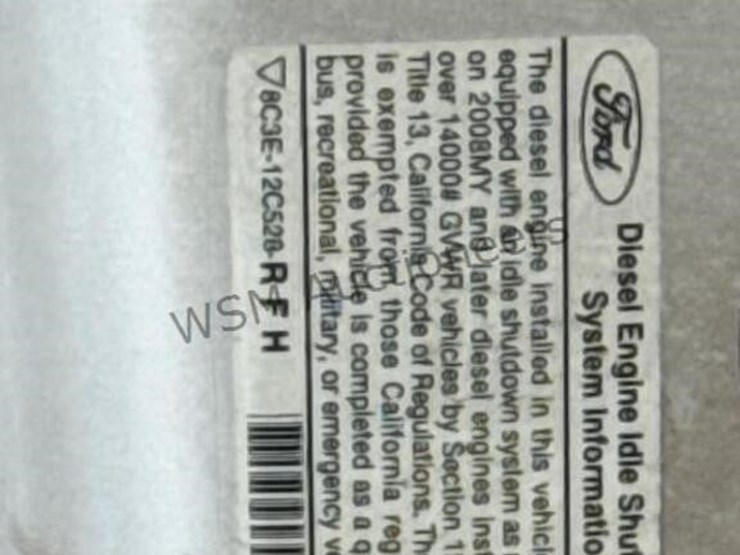 Ford
Diesel Engine Idle Shu
System Informatio
The diesel engine installed in this vehicl
equipped with an idle shutdown system as
on 2008MY and later diesel engines inst
over 14000# GVWR vehicles by Section 1
Title 13, California Code of Regulations. Th
is exempted from those California reg
provided the vehicle is completed as a q
bus, recreational, military, or emergency v
8C3E-12C528-R F H
WSM